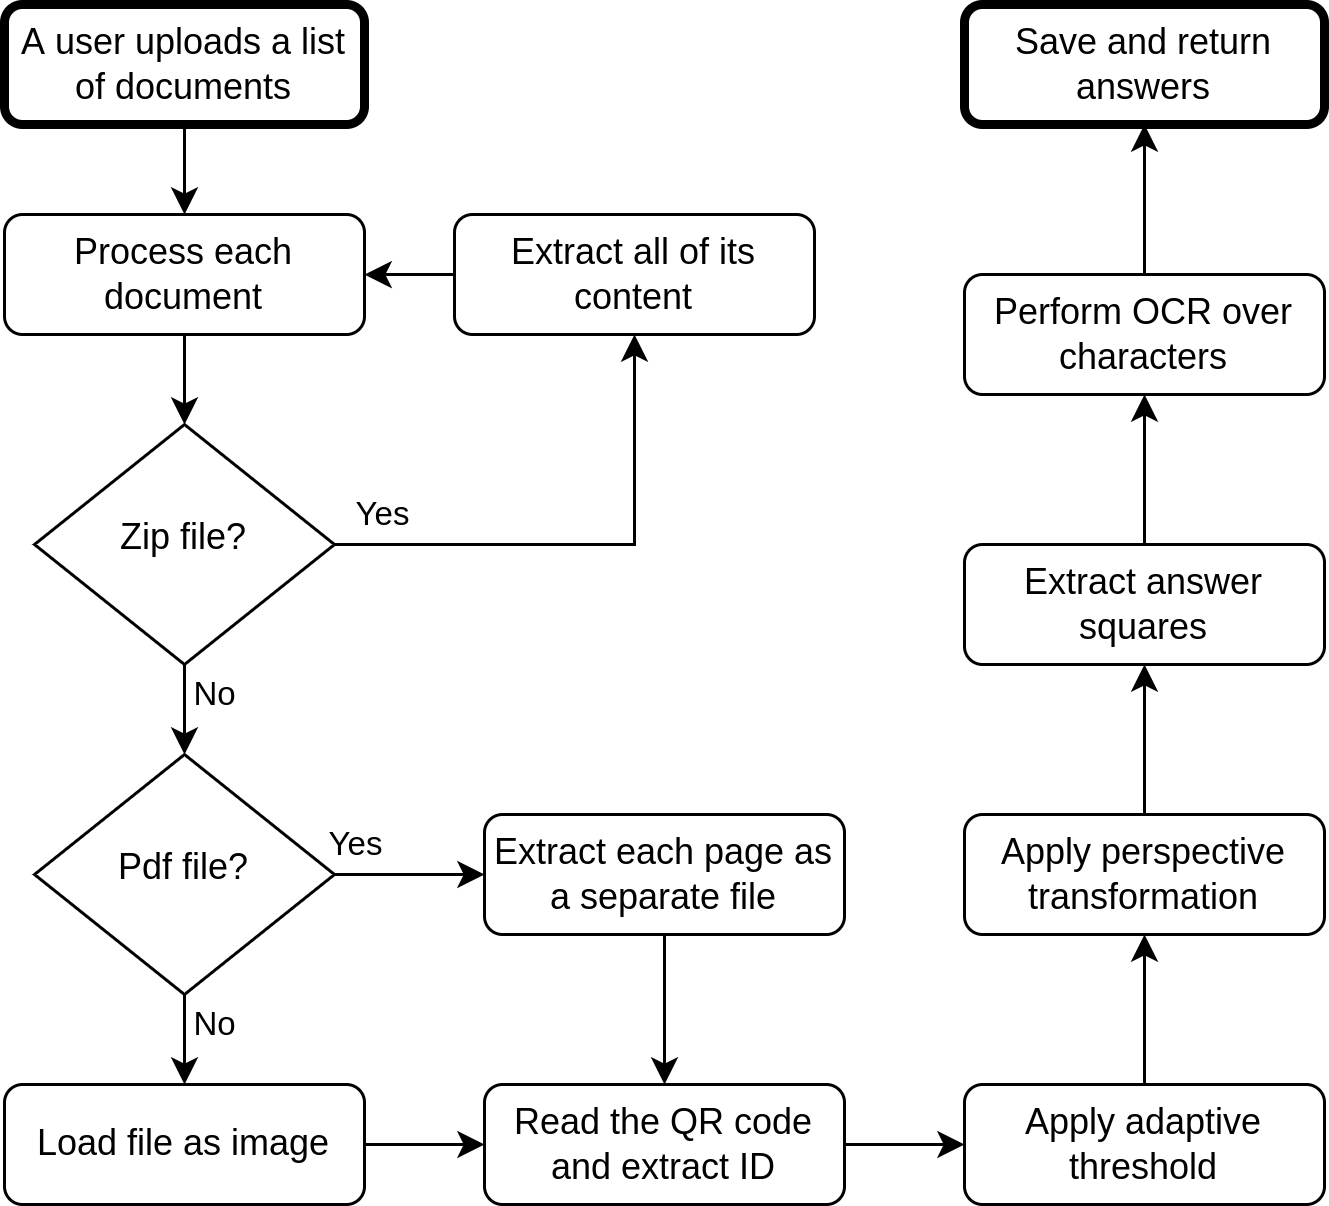 A user uploads a list
of documents
Process each
document
Extract all of its
content
Zip file?
Yes
No
Pdf file?
Yes
No
Extract each page as
a separate file
Load file as image
Read the QR code
and extract ID
Apply adaptive
threshold
Apply perspective
transformation
Extract answer
squares
Perform OCR over
characters
Save and return
answers